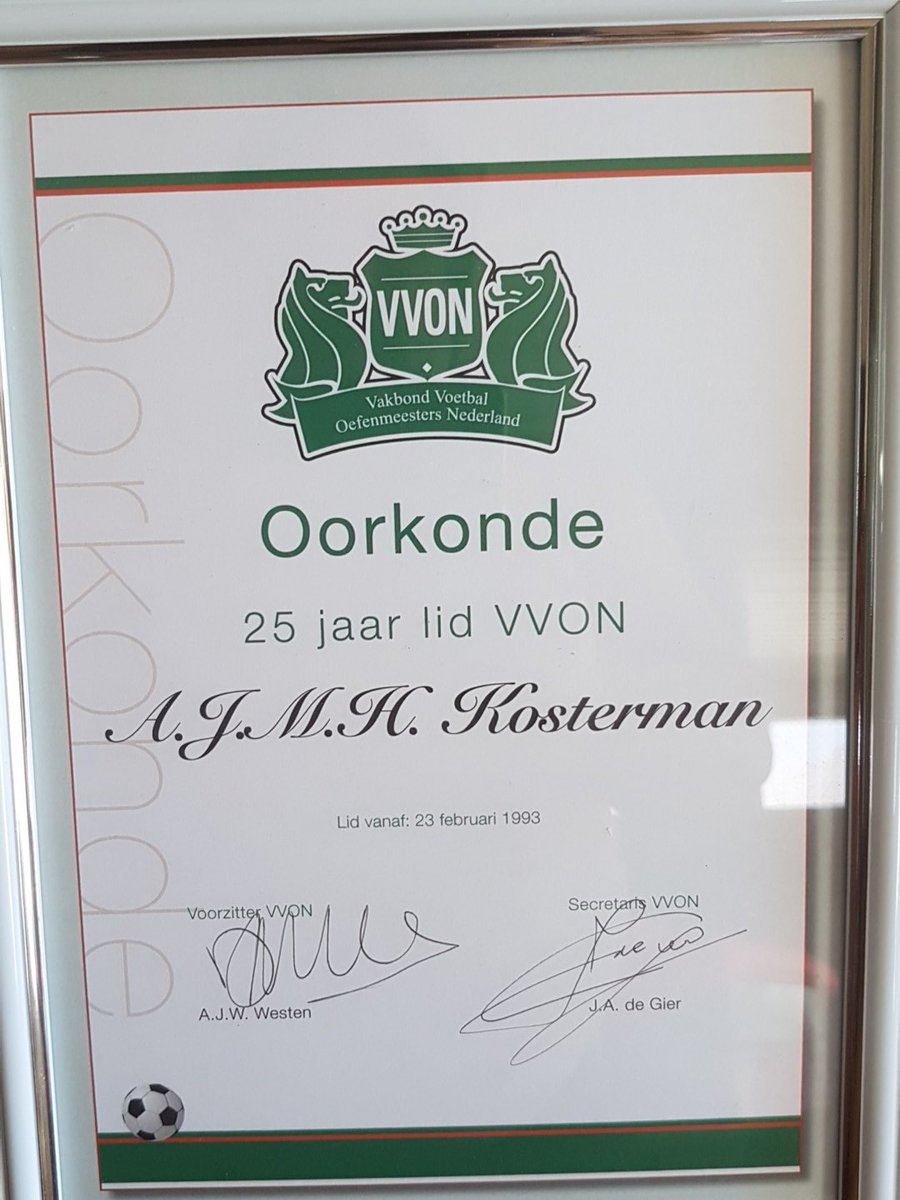 VVON
Vakbond Voetbal
Oefenmeesters Nederland
Oorkonde
Oorkonde
25 jaar lid VVON
A.J.M.H. Kosterman
Lid vanaf: 23 februari 1993
Voorzitter VVON
Secretaris VVON
A.J.W. Westen
J.A. de Gier